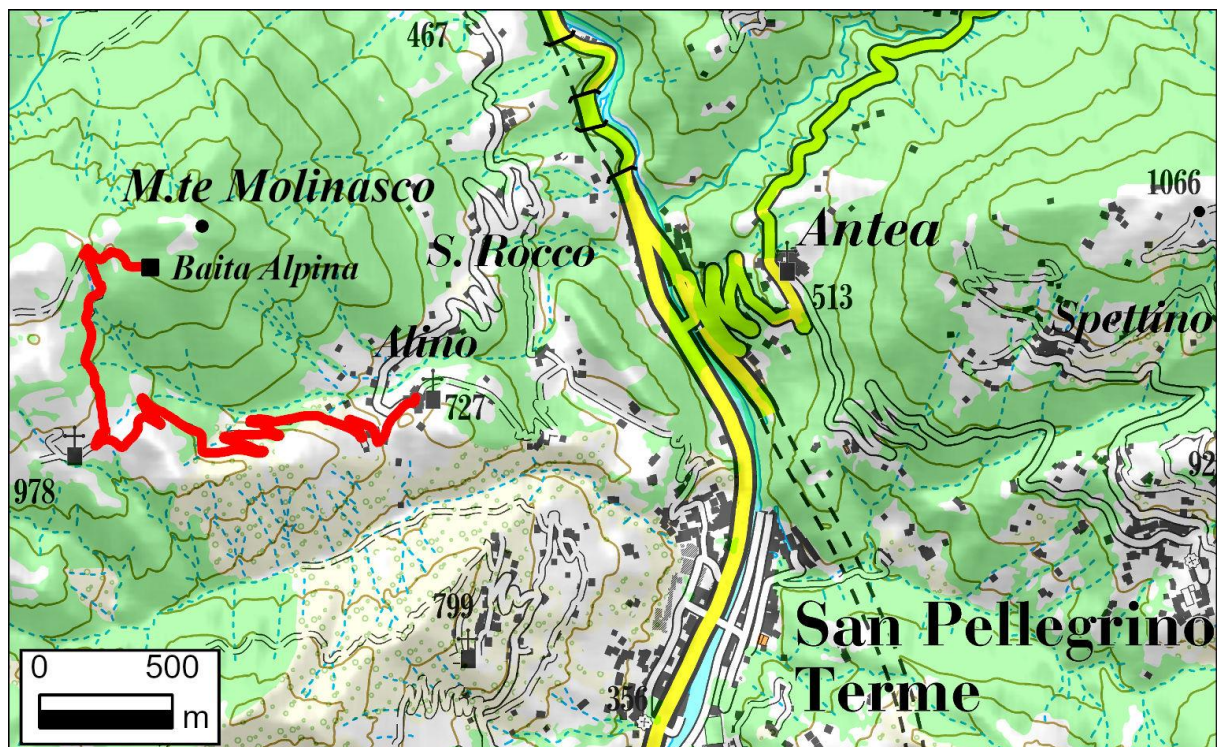 467
M.te Molinasco
1066
S. Rocco
Antea
Baita Alpina
513
Spettino
Alino
727
92
978
799
San Pellegrino
Terme
0 500
m
356